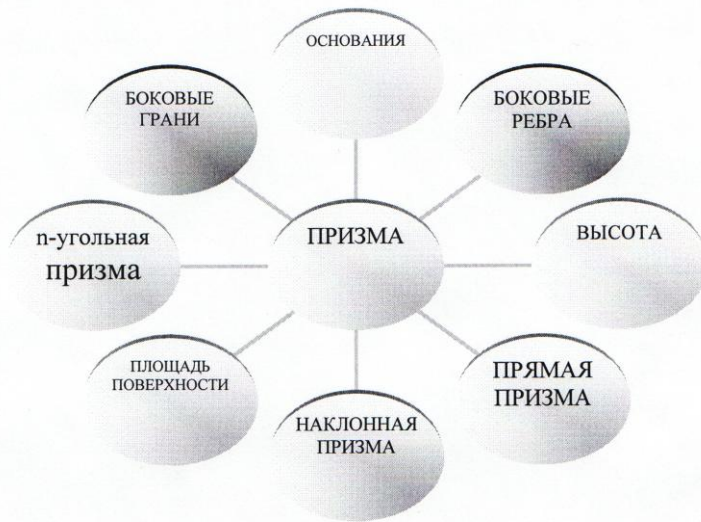 ОСНОВАНИЯ
БОКОВЫЕ
ГРАНИ
БОКОВЫЕ
РЕБРА
n-угольная
призма
ПРИЗМА
ВЫСОТА
ПЛОЩАДЬ
ПОВЕРХНОСТИ
НАКЛОННАЯ
ПРИЗМА
ПРЯМАЯ
ПРИЗМА